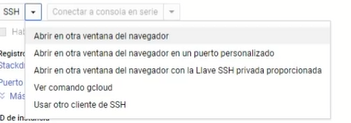 SSH
Conectar a consola en serie
Abrir en otra ventana del navegador
Abrir en otra ventana del navegador en un puerto personalizado
Abrir en otra ventana del navegador con la Llave SSH privada proporcionada
Ver comando gcloud
Usar otro cliente de SSH
Hab
Registro
Stackd
Puerto
Más
D de instancia